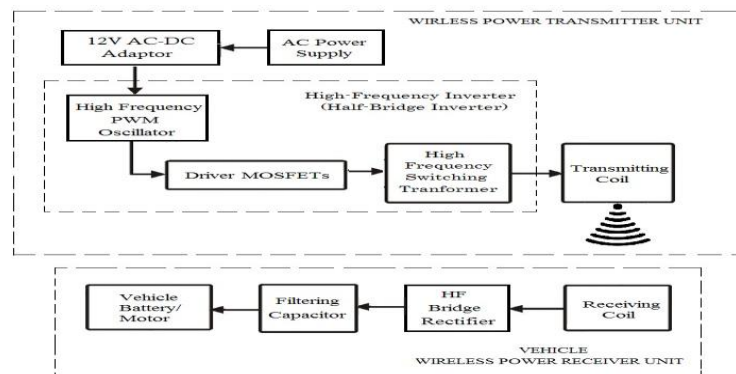 WIRLESS POWER TRANSMITTER UNIT
12V AC-DC
Adaptor
AC Power
Supply
High-Frequency Inverter
(Half-Bridge Inverter)
High Frequency
PWM
Oscillator
Driver MOSFETs
High
Frequency
Switching
Tranformer
Transmitting
Coil
Vehicle
Battery/
Motor
Filtering
Capacitor
HF
Bridge
Rectifier
Receiving
Coil
VEHICLE
WIRELESS POWER RECEIVER UNIT